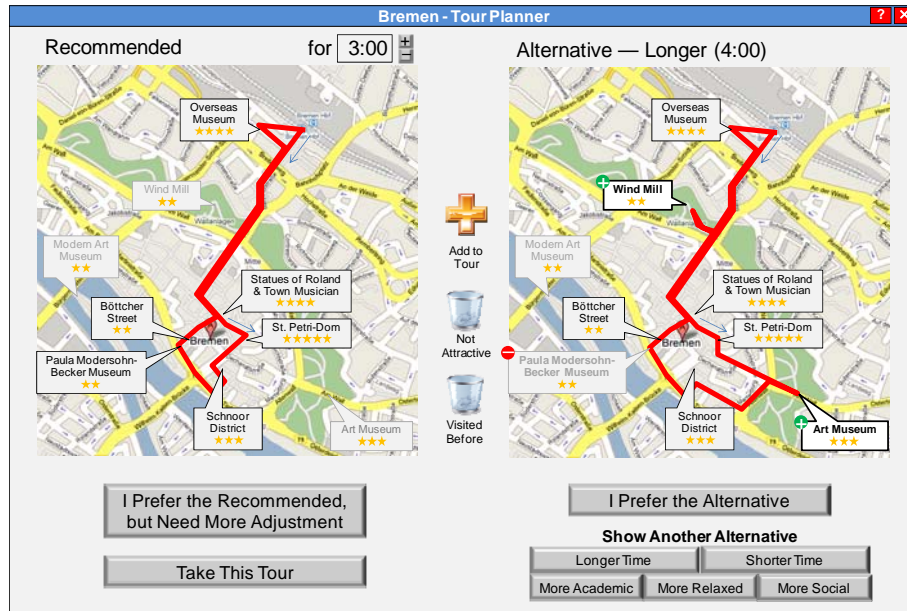 Bremen - Tour Planner
? ×
Recommended for 3:00 + −
Overseas
Museum
★★★★
Wind Mill
★★
Modern Art
Museum
★★
Statues of Roland
& Town Musician
★★★★
Böttcher
Street
★★
St. Petri-Dom
★★★★★
Bremen
Paula Modersohn-
Becker Museum
★★
Schnoor
District
★★★
Art Museum
★★★
I Prefer the Recommended,
but Need More Adjustment
Take This Tour
Add to
Tour
Not
Attractive
Visited
Before
Alternative — Longer (4:00)
Overseas
Museum
★★★★
Wind Mill
★★
Modern Art
Museum
★★
Statues of Roland
& Town Musician
★★★★
Böttcher
Street
★★
St. Petri-Dom
★★★★★
Bremen
Paula Modersohn-
Becker Museum
★★
Schnoor
District
★★★
Art Museum
★★★
I Prefer the Alternative
Show Another Alternative
Longer Time
Shorter Time
More Academic
More Relaxed
More Social